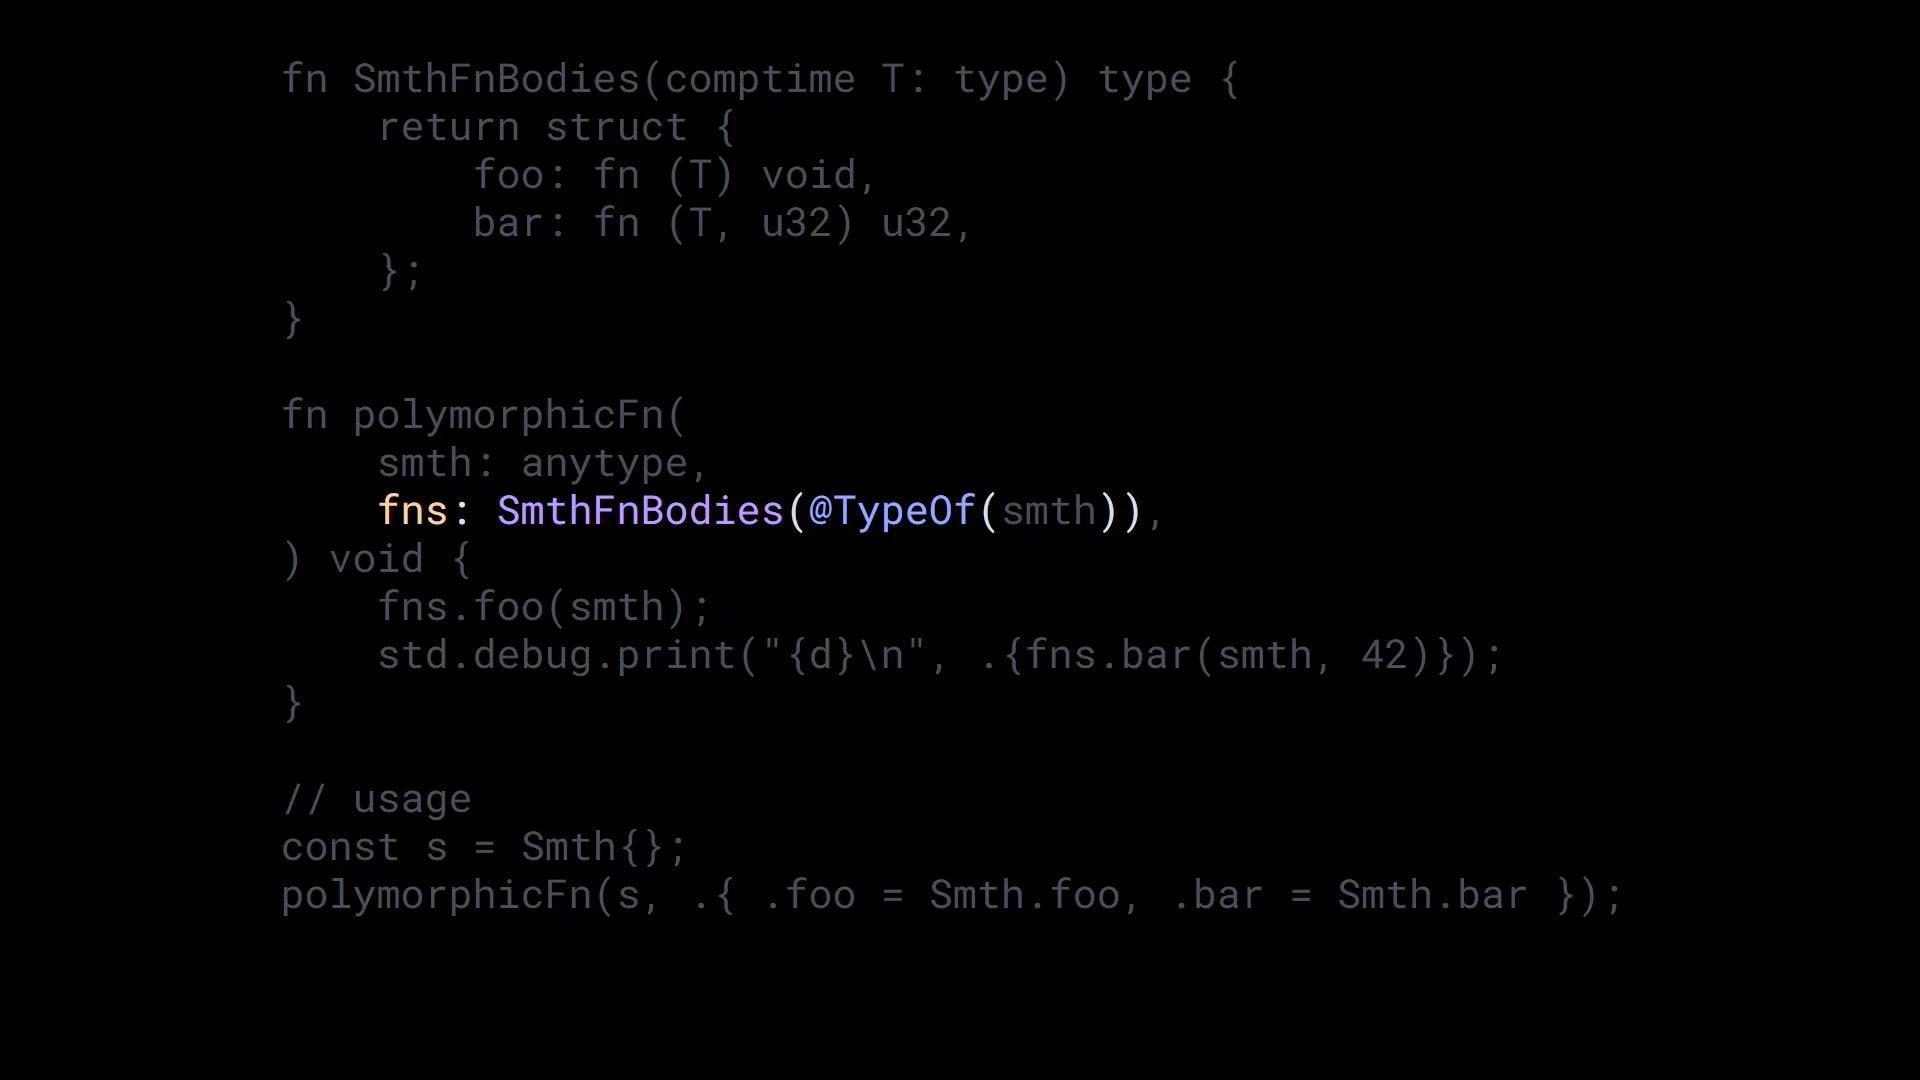 fn SmthFnBodies(comptime T: type) type {
    return struct {
        foo: fn (T) void,
        bar: fn (T, u32) u32,
    };
}

fn polymorphicFn(
    smth: anytype,
    fns: SmthFnBodies(@TypeOf(smth)),
) void {
    fns.foo(smth);
    std.debug.print("{d}\n", .{fns.bar(smth, 42)});
}

// usage
const s = Smth{};
polymorphicFn(s, .{ .foo = Smth.foo, .bar = Smth.bar });